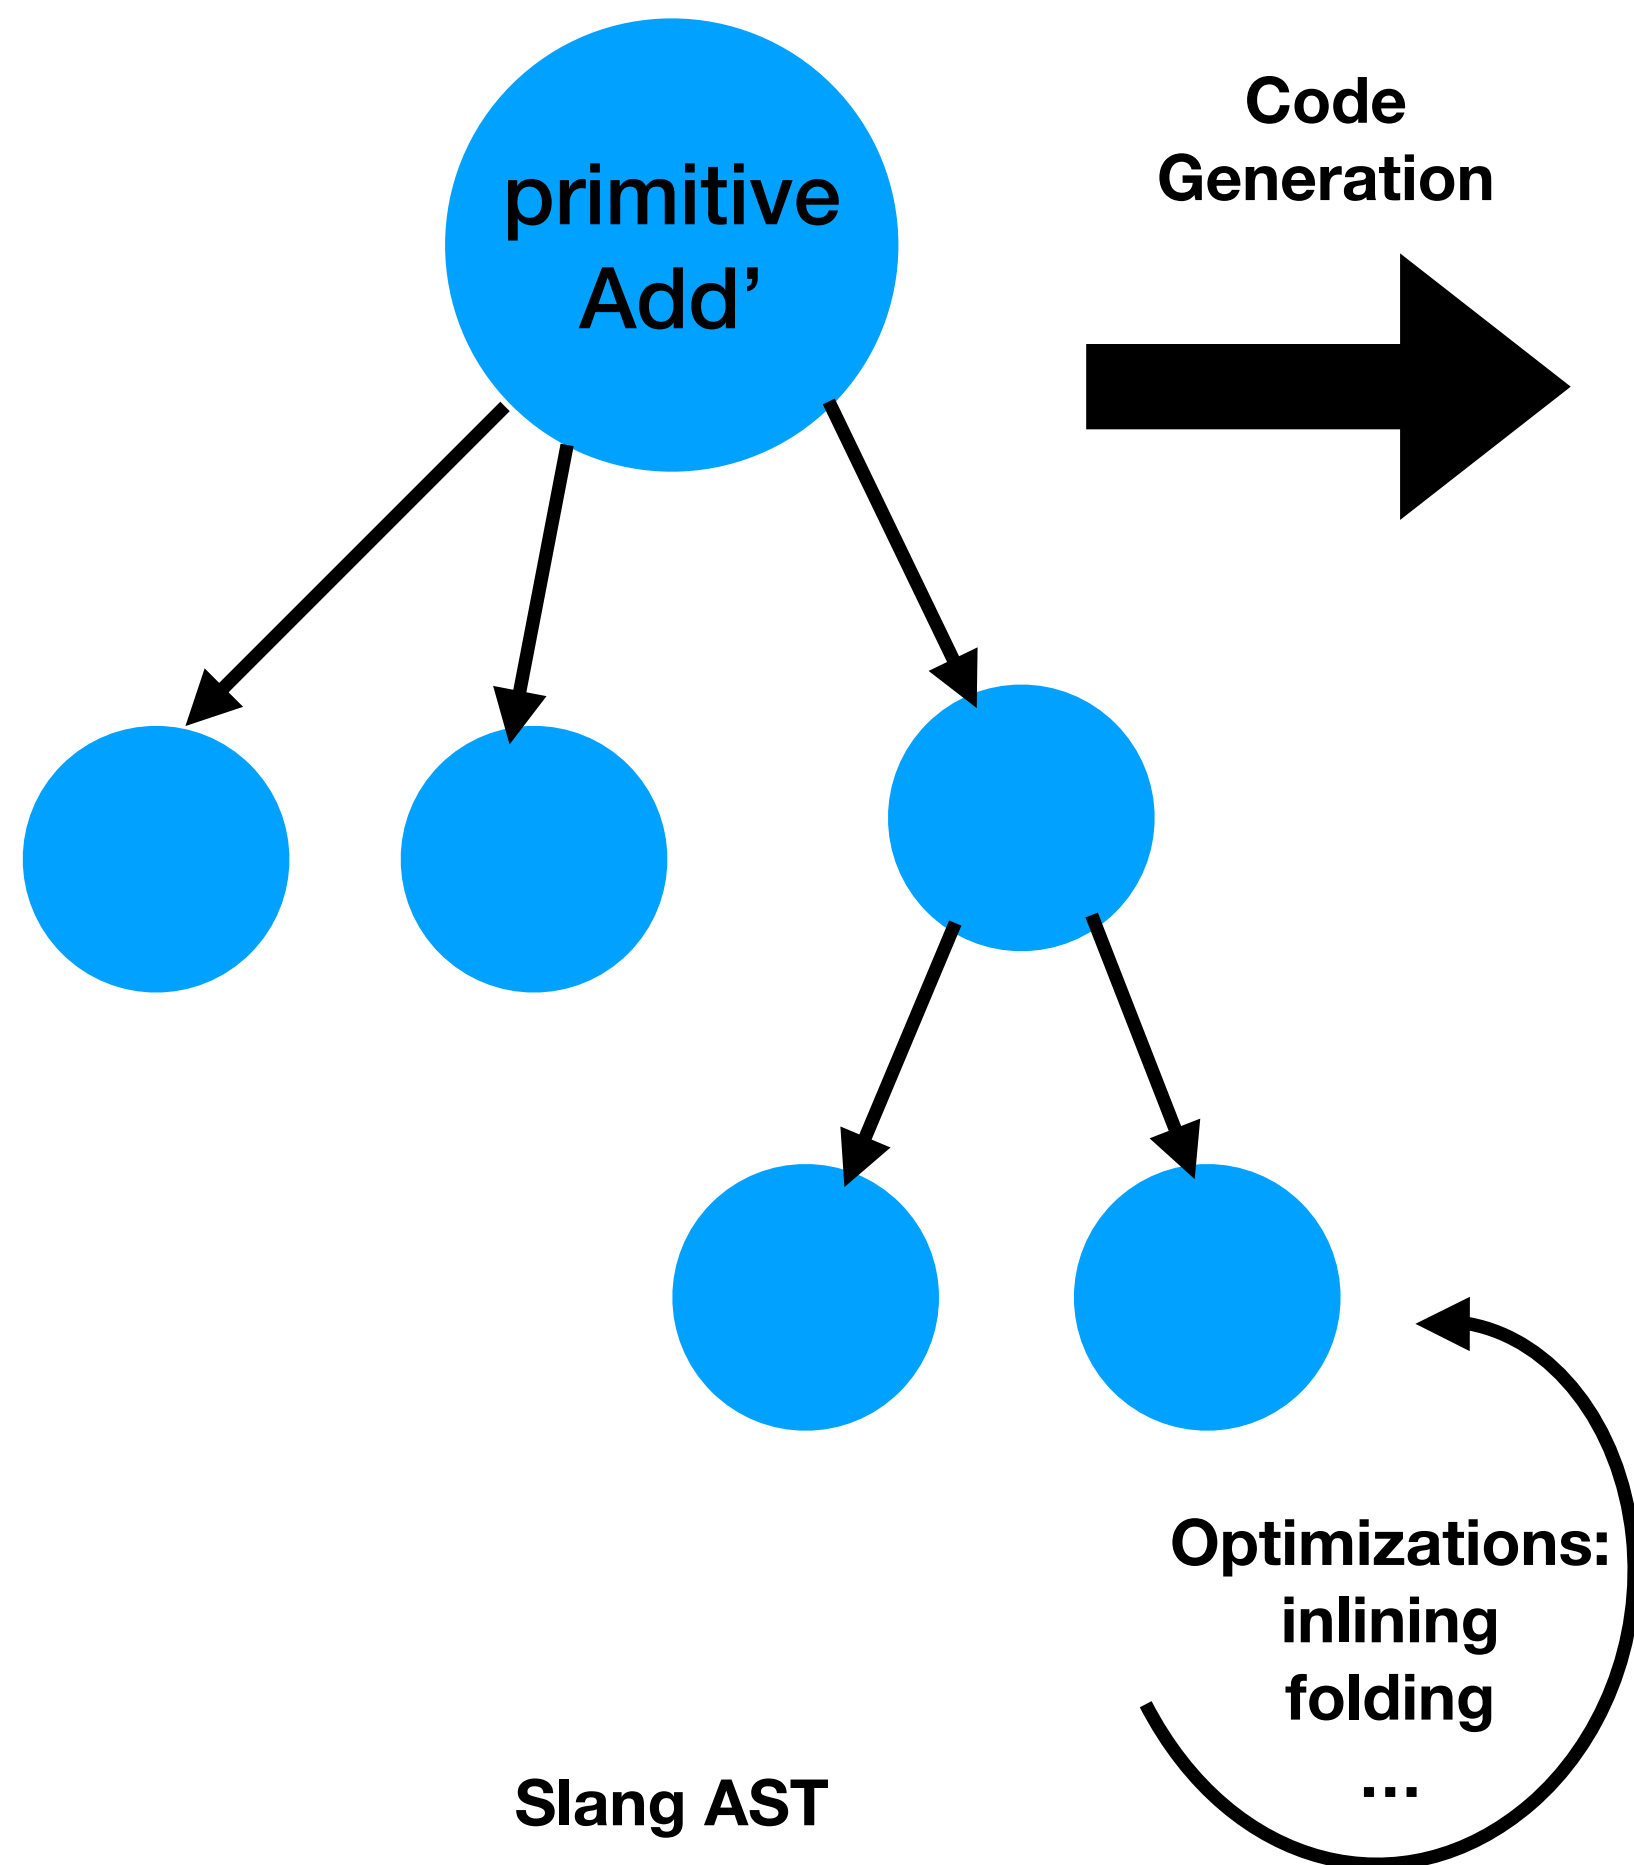 primitive
Add’
Code
Generation
Optimizations:
inlining
folding
...
Slang AST